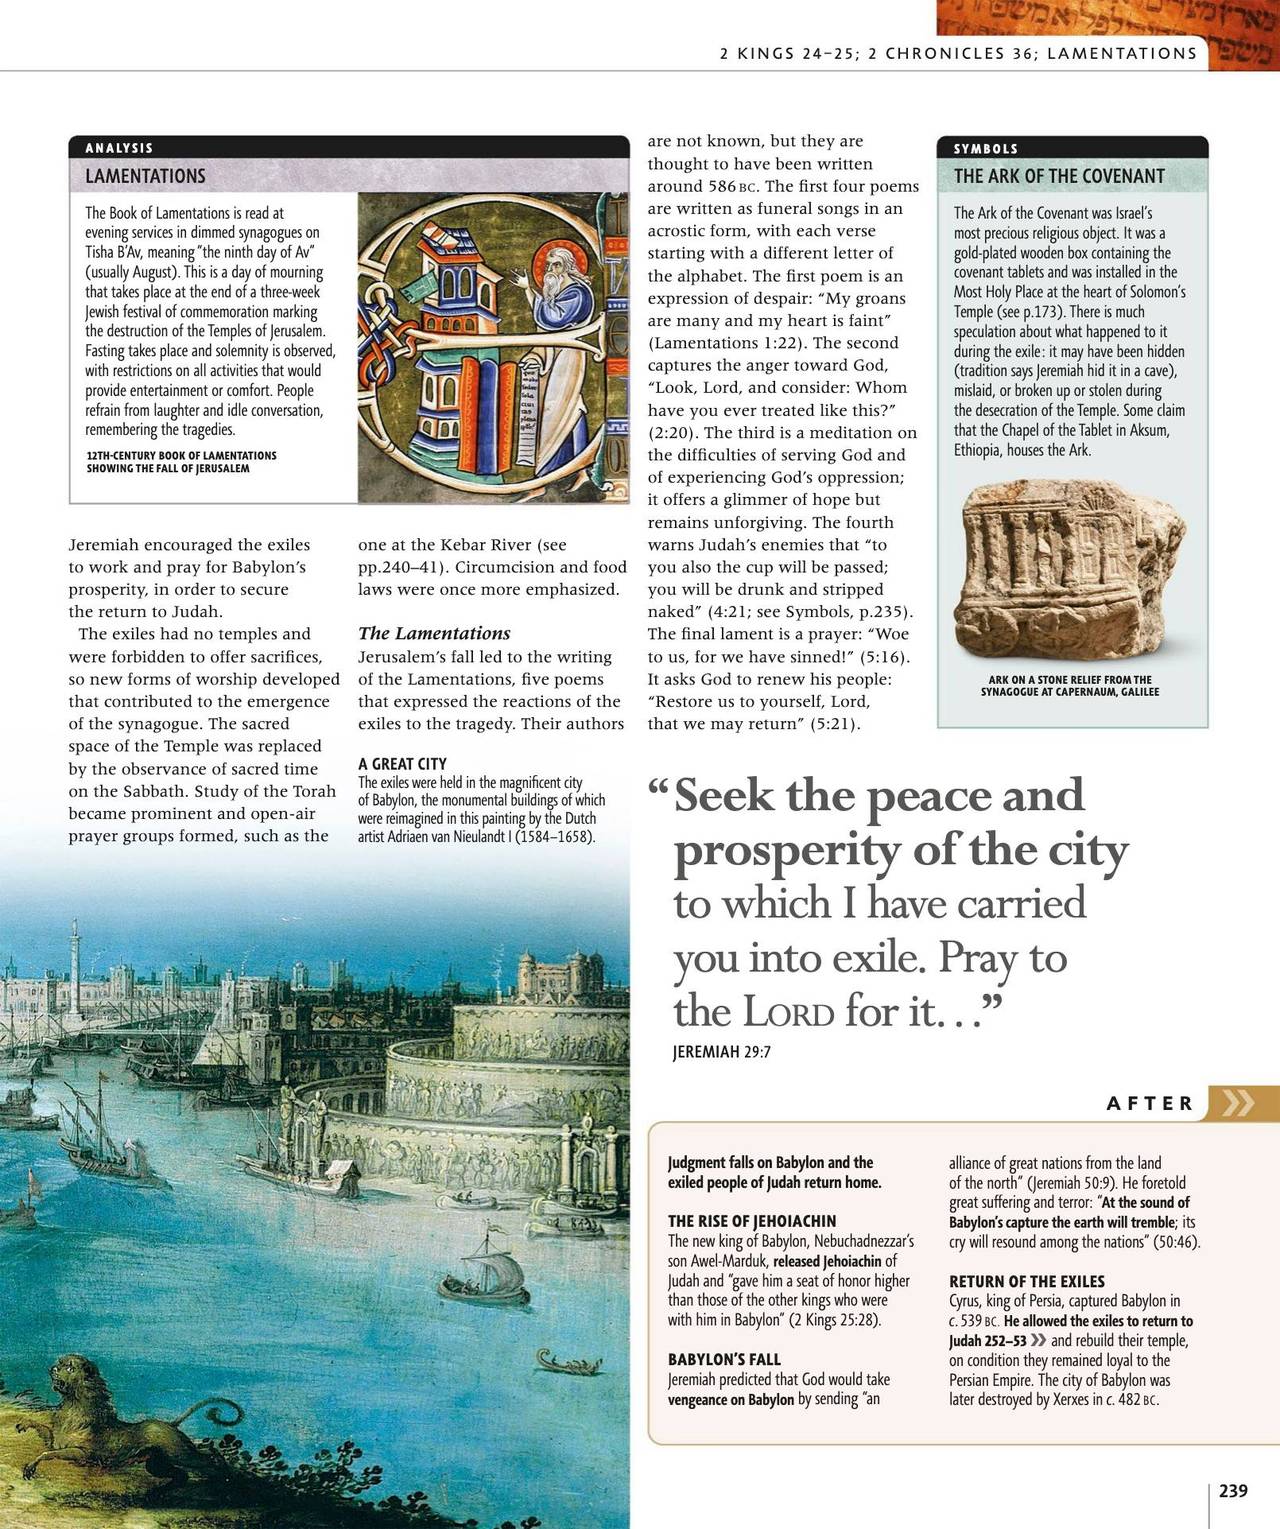 2 KINGS 24–25; 2 CHRONICLES 36; LAMENTATIONS
ANALYSIS
LAMENTATIONS
The Book of Lamentations is read at
evening services in dimmed synagogues on
Tisha B’Av, meaning “the ninth day of Av”
(usually August). This is a day of mourning
that takes place at the end of a three-week
Jewish festival of commemoration marking
the destruction of the Temples of Jerusalem.
Fasting takes place and solemnity is observed,
with restrictions on all activities that would
provide entertainment or comfort. People
refrain from laughter and idle conversation,
remembering the tragedies.
12TH-CENTURY BOOK OF LAMENTATIONS
SHOWING THE FALL OF JERUSALEM
Jeremiah encouraged the exiles
to work and pray for Babylon’s
prosperity, in order to secure
the return to Judah.
The exiles had no temples and
were forbidden to offer sacrifices,
so new forms of worship developed
that contributed to the emergence
of the synagogue. The sacred
space of the Temple was replaced
by the observance of sacred time
on the Sabbath. Study of the Torah
became prominent and open-air
prayer groups formed, such as the
one at the Kebar River (see
pp.240–41). Circumcision and food
laws were once more emphasized.
The Lamentations
Jerusalem’s fall led to the writing
of the Lamentations, five poems
that expressed the reactions of the
exiles to the tragedy. Their authors
A GREAT CITY
The exiles were held in the magnificent city
of Babylon, the monumental buildings of which
were reimagined in this painting by the Dutch
artist Adriaen van Nieulandt I (1584–1658).
are not known, but they are
thought to have been written
around 586 BC. The first four poems
are written as funeral songs in an
acrostic form, with each verse
starting with a different letter of
the alphabet. The first poem is an
expression of despair: “My groans
are many and my heart is faint”
(Lamentations 1:22). The second
captures the anger toward God,
“Look, Lord, and consider: Whom
have you ever treated like this?”
(2:20). The third is a meditation on
the difficulties of serving God and
of experiencing God’s oppression;
it offers a glimmer of hope but
remains unforgiving. The fourth
warns Judah’s enemies that “to
you also the cup will be passed;
you will be drunk and stripped
naked” (4:21; see Symbols, p.235).
The final lament is a prayer: “Woe
to us, for we have sinned!” (5:16).
It asks God to renew his people:
“Restore us to yourself, Lord,
that we may return” (5:21).
SYMBOLS
THE ARK OF THE COVENANT
The Ark of the Covenant was Israel’s
most precious religious object. It was a
gold-plated wooden box containing the
covenant tablets and was installed in the
Most Holy Place at the heart of Solomon’s
Temple (see p.173). There is much
speculation about what happened to it
during the exile: it may have been hidden
(tradition says Jeremiah hid it in a cave),
mislaid, or broken up or stolen during
the desecration of the Temple. Some claim
that the Chapel of the Tablet in Aksum,
Ethiopia, houses the Ark.
ARK ON A STONE RELIEF FROM THE
SYNAGOGUE AT CAPERNAUM, GALILEE
“Seek the peace and
prosperity of the city
to which I have carried
you into exile. Pray to
the LORD for it…”
JEREMIAH 29:7
AFTER
Judgment falls on Babylon and the
exiled people of Judah return home.
THE RISE OF JEHOIACHIN
The new king of Babylon, Nebuchadnezzar’s
son Awel-Marduk, released Jehoiachin of
Judah and “gave him a seat of honor higher
than those of the other kings who were
with him in Babylon” (2 Kings 25:28).
BABYLON’S FALL
Jeremiah predicted that God would take
vengeance on Babylon by sending “an
alliance of great nations from the land
of the north” (Jeremiah 50:9). He foretold
great suffering and terror: “At the sound of
Babylon’s capture the earth will tremble; its
cry will resound among the nations” (50:46).
RETURN OF THE EXILES
Cyrus, king of Persia, captured Babylon in
c. 539 BC. He allowed the exiles to return to
Judah 252–53 » and rebuild their temple,
on condition they remained loyal to the
Persian Empire. The city of Babylon was
later destroyed by Xerxes in c. 482 BC.
239